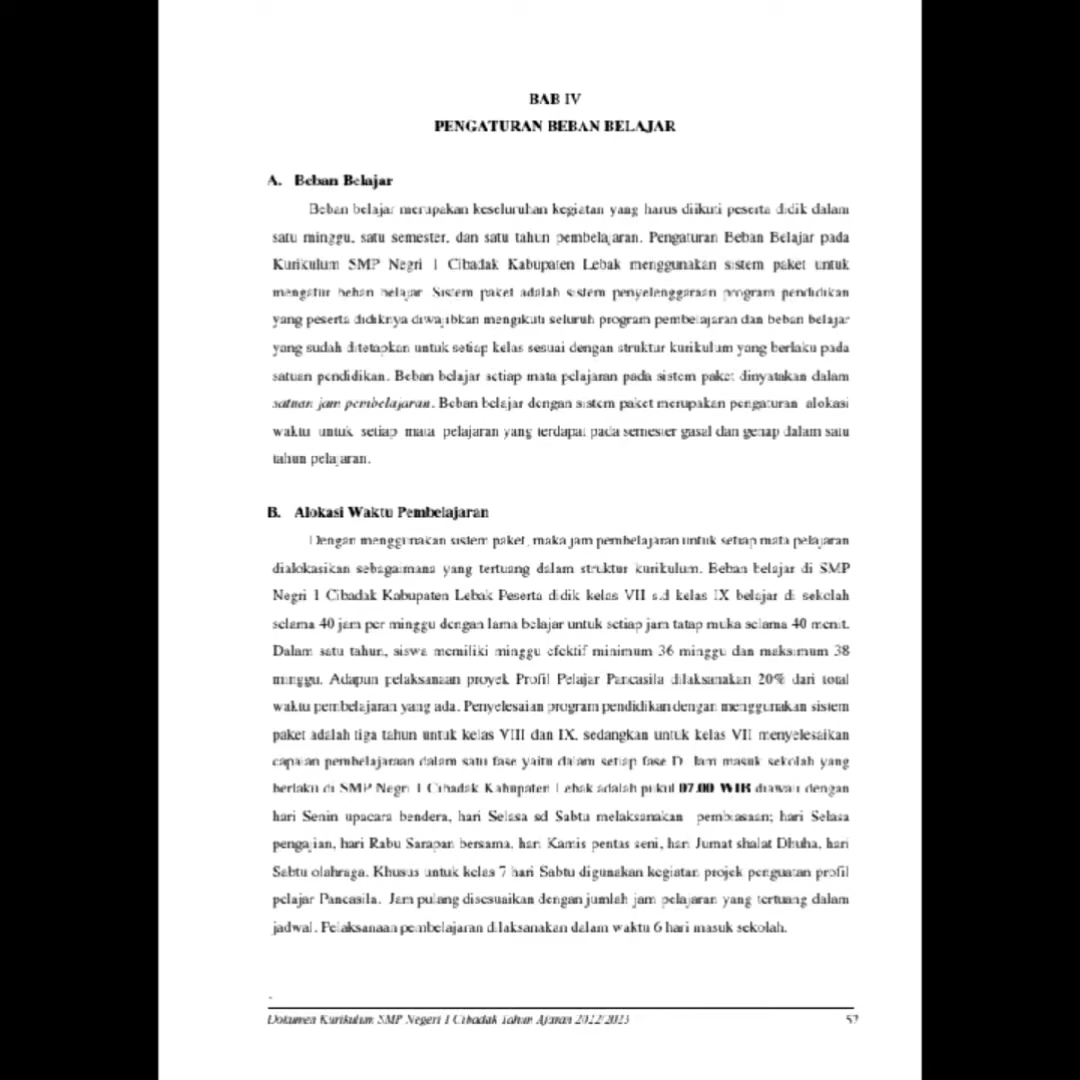 BAB IV
PENGATURAN BEBAN BELAJAR
A. Beban Belajar
Beban belajar merupakan keseluruhan kegiatan yang harus diikuti peserta didik dalam
satu minggu, satu semester, dan satu tahun pembelajaran. Pengaturan Beban Belajar pada
Kurikulum SMP Negri 1 Cibadak Kabupaten Lebak menggunakan sistem paket untuk
mengatur beban belajar. Sistem paket adalah sistem penyelenggaraan program pendidikan
yang peserta didiknya diwajibkan mengikuti seluruh program pembelajaran dan beban belajar
yang sudah ditetapkan untuk setiap kelas sesuai dengan struktur kurikulum yang berlaku pada
satuan pendidikan. Beban belajar setiap mata pelajaran pada sistem paket dinyatakan dalam
satuan jam pembelajaran. Beban belajar dengan sistem paket merupakan pengaturan alokasi
waktu untuk setiap mata pelajaran yang terdapat pada semester gasal dan genap dalam satu
tahun pelajaran.
B. Alokasi Waktu Pembelajaran
Dengan menggunakan sistem paket, maka jam pembelajaran untuk setiap mata pelajaran
dialokasikan sebagaimana yang tertuang dalam struktur kurikulum. Beban belajar di SMP
Negri 1 Cibadak Kabupaten Lebak Peserta didik kelas VII s.d kelas IX belajar di sekolah
selama 40 jam per minggu dengan lama belajar untuk setiap jam tatap muka selama 40 menit.
Dalam satu tahun, siswa memiliki minggu efektif minimum 36 minggu dan maksimum 38
minggu. Adapun pelaksanaan proyek Profil Pelajar Pancasila dilaksanakan 20% dari total
waktu pembelajaran yang ada. Penyelesaian program pendidikan dengan menggunakan sistem
paket adalah tiga tahun untuk kelas VIII dan IX, sedangkan untuk kelas VII menyelesaikan
capaian pembelajaraan dalam satu fase yaitu dalam setiap fase D. Jam masuk sekolah yang
berlaku di SMP Negri 1 Cibadak Kabupaten Lebak adalah pukul 07.00 WIB diawali dengan
hari Senin upacara bendera, hari Selasa sd Sabtu melaksanakan pembiasaan; hari Selasa
pengajian, hari Rabu Sarapan bersama, hari Kamis pentas seni, hari Jumat shalat Dhuha, hari
Sabtu olahraga. Khusus untuk kelas 7 hari Sabtu digunakan kegiatan projek penguatan profil
pelajar Pancasila. Jam pulang disesuaikan dengan jumlah jam pelajaran yang tertuang dalam
jadwal. Pelaksanaan pembelajaran dilaksanakan dalam waktu 6 hari masuk sekolah.
Dokumen Kurikulum SMP Negeri 1 Cibadak Tahun Ajaran 2022/2023